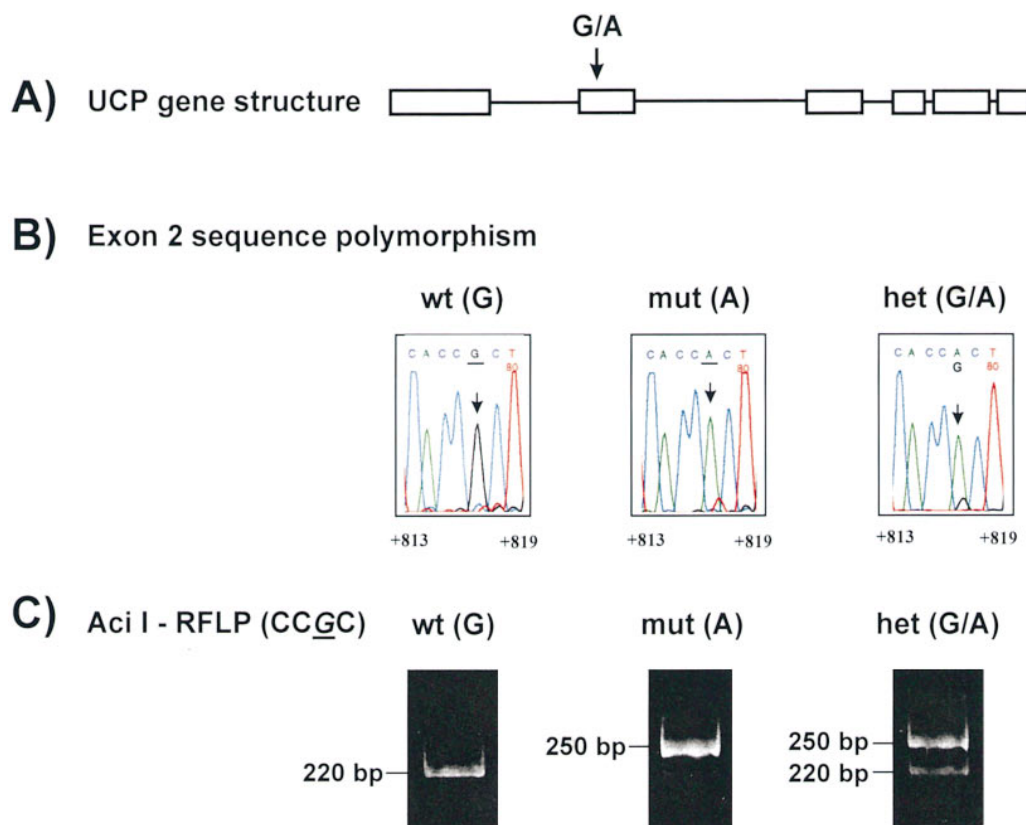 G/A
A) UCP gene structure
B) Exon 2 sequence polymorphism
wt (G) mut (A) het (G/A)
C A C C G C T
80
C A C C A C T
80
C A C C A C T
G 80
+813 +819
+813 +819
+813 +819
C) Aci I - RFLP (CCGC) wt (G) mut (A) het (G/A)
220 bp
250 bp
250 bp
220 bp